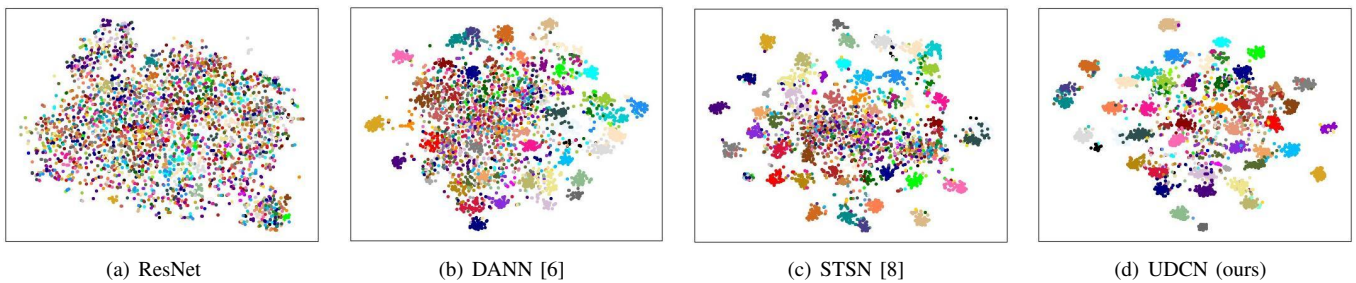 (a) ResNet
(b) DANN [6]
(c) STSN [8]
(d) UDCN (ours)